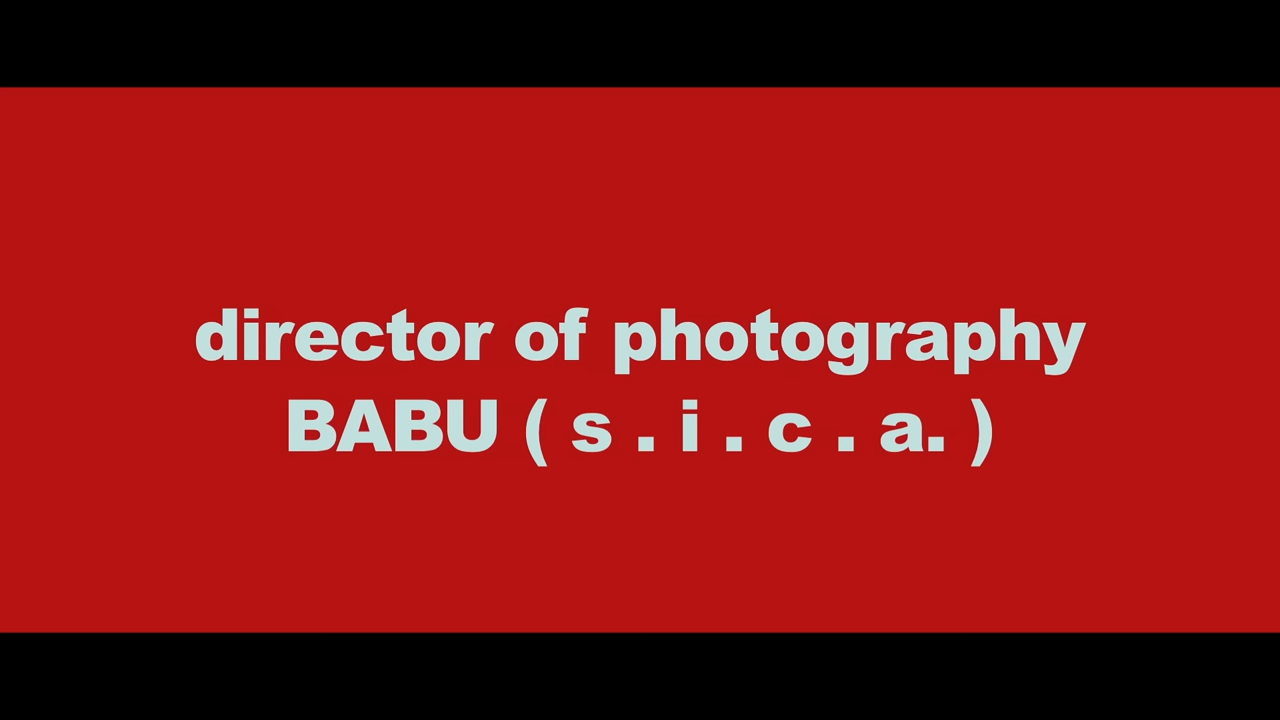 director of photography
BABU ( s . i . c . a. )